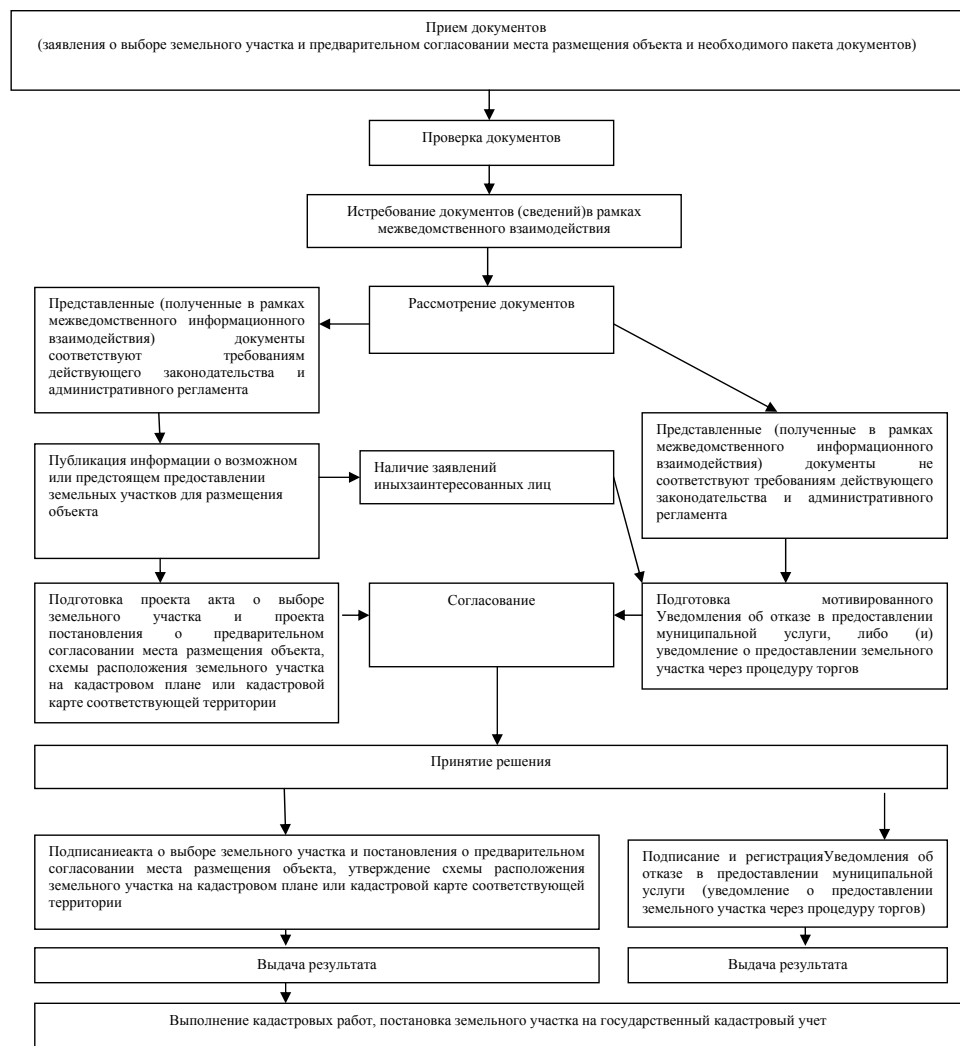 Прием документов
(заявления о выборе земельного участка и предварительном согласовании места размещения объекта и необходимого пакета документов)
Проверка документов
Истребование документов (сведений)в рамках
межведомственного взаимодействия
Рассмотрение документов
Представленные (полученные в рамках
межведомственного информационного
взаимодействия) документы
соответствуют требованиям
действующего законодательства и
административного регламента
Представленные (полученные в рамках
межведомственного информационного
взаимодействия) документы не
соответствуют требованиям действующего
законодательства и административного
регламента
Публикация информации о возможном
или предстоящем предоставлении
земельных участков для размещения
объекта
Наличие заявлений
иныхзаинтересованных лиц
Подготовка проекта акта о выборе
земельного участка и проекта
постановления о предварительном
согласовании места размещения объекта,
схемы расположения земельного участка
на кадастровом плане или кадастровой
карте соответствующей территории
Согласование
Подготовка мотивированного
Уведомления об отказе в предоставлении
муниципальной услуги, либо (и)
уведомление о предоставлении земельного
участка через процедуру торгов
Принятие решения
Подписаниеакта о выборе земельного участка и постановления о предварительном
согласовании места размещения объекта, утверждение схемы расположения
земельного участка на кадастровом плане или кадастровой карте соответствующей
территории
Подписание и регистрацияУведомления об
отказе в предоставлении муниципальной
услуги (уведомление о предоставлении
земельного участка через процедуру торгов)
Выдача результата
Выдача результата
Выполнение кадастровых работ, постановка земельного участка на государственный кадастровый учет